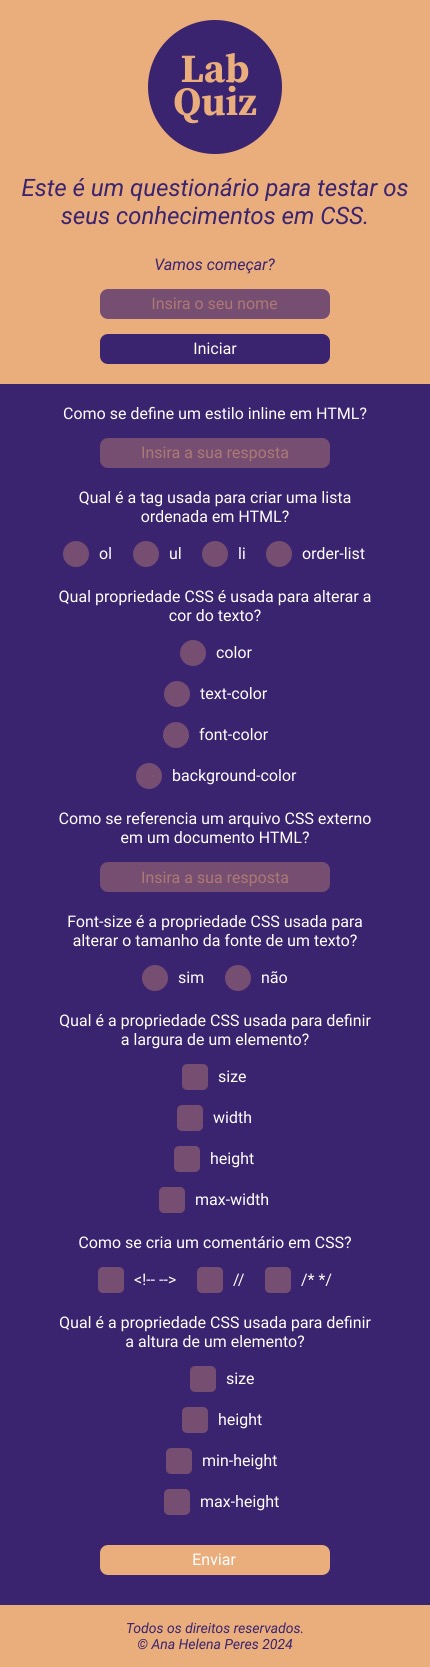 Lab
Quiz
Este é um questionário para testar os
seus conhecimentos em CSS.
Vamos começar?
Insira o seu nome
Iniciar
Como se define um estilo inline em HTML?
Insira a sua resposta
Qual é a tag usada para criar uma lista
ordenada em HTML?
ol ul li order-list
Qual propriedade CSS é usada para alterar a
cor do texto?
color
text-color
font-color
background-color
Como se referencia um arquivo CSS externo
em um documento HTML?
Insira a sua resposta
Font-size é a propriedade CSS usada para
alterar o tamanho da fonte de um texto?
sim não
Qual é a propriedade CSS usada para definir
a largura de um elemento?
size
width
height
max-width
Como se cria um comentário em CSS?
<!-- --> // /* */
Qual é a propriedade CSS usada para definir
a altura de um elemento?
size
height
min-height
max-height
Enviar
Todos os direitos reservados.
© Ana Helena Peres 2024